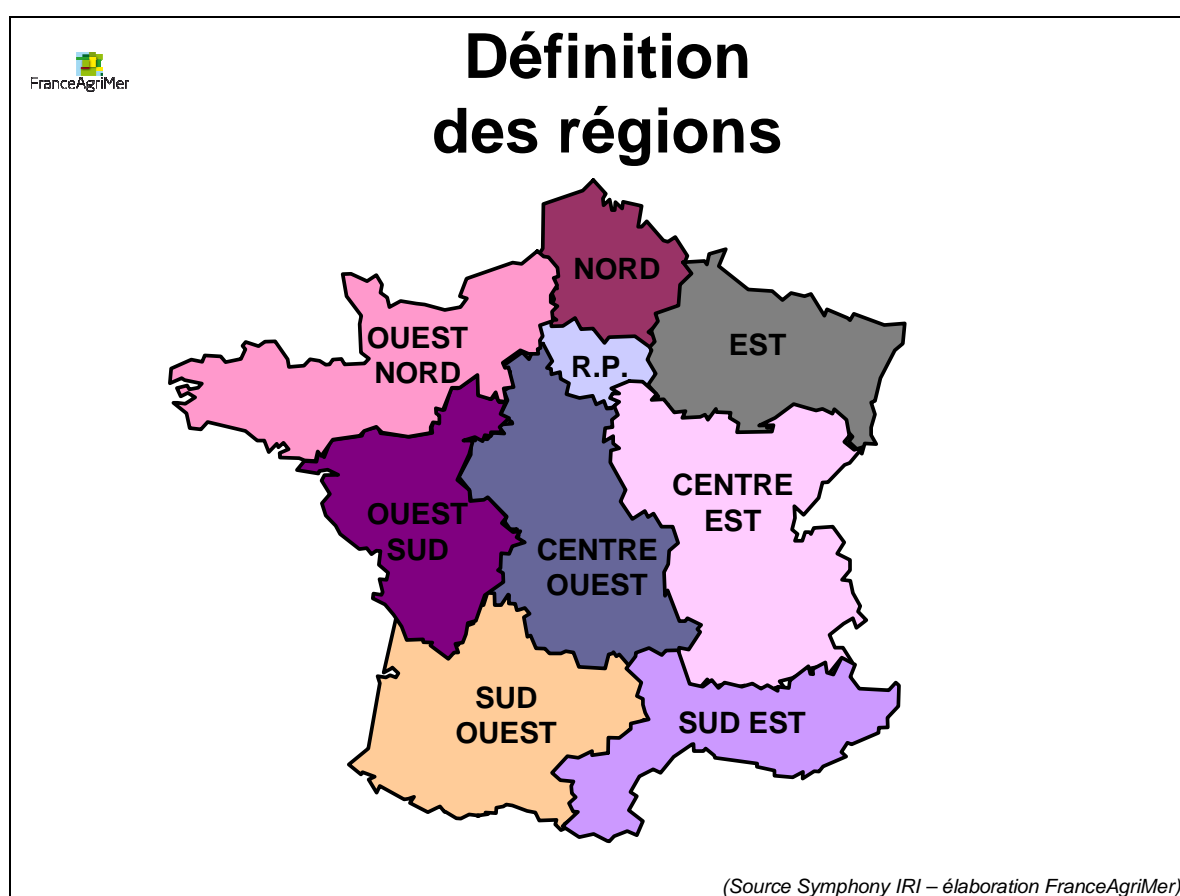 Définition
des régions
FranceAgriMer
NORD
OUEST
NORD
R.P.
EST
CENTRE
EST
OUEST
SUD
CENTRE
OUEST
SUD
OUEST
SUD EST
(Source Symphony IRI – élaboration FranceAgriMer)